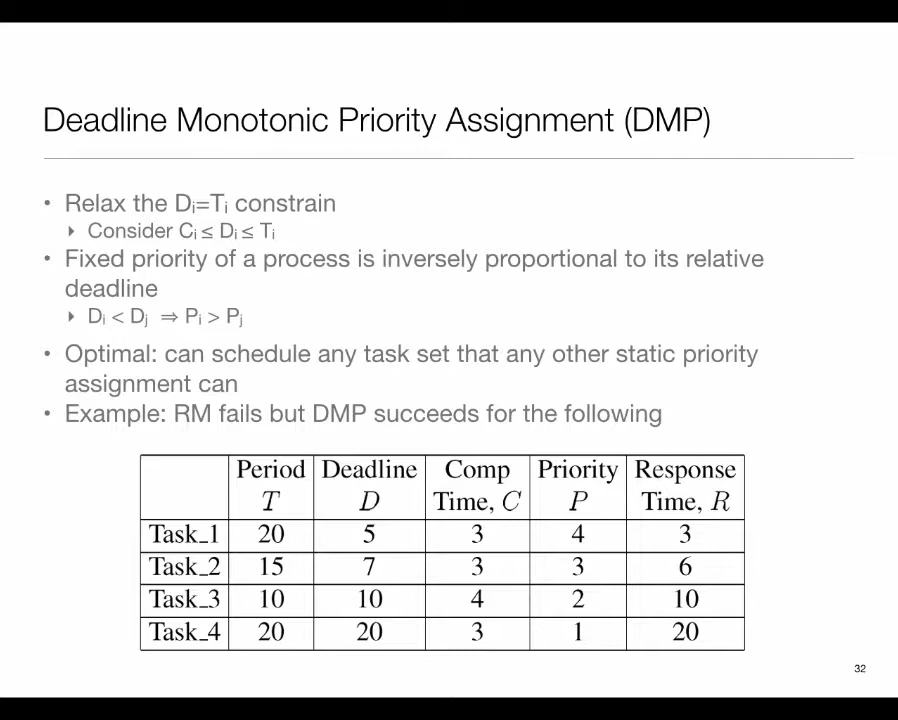 Deadline Monotonic Priority Assignment (DMP)
• Relax the Di=Ti constrain
‣ Consider Ci ≤ Di ≤ Ti
• Fixed priority of a process is inversely proportional to its relative
deadline
‣ Di < Dj ⇒ Pi > Pj
• Optimal: can schedule any task set that any other static priority
assignment can
• Example: RM fails but DMP succeeds for the following
Period Deadline Comp Priority Response
T D Time, C P Time, R
Task_1 20 5 3 4 3
Task_2 15 7 3 3 6
Task_3 10 10 4 2 10
Task_4 20 20 3 1 20
32